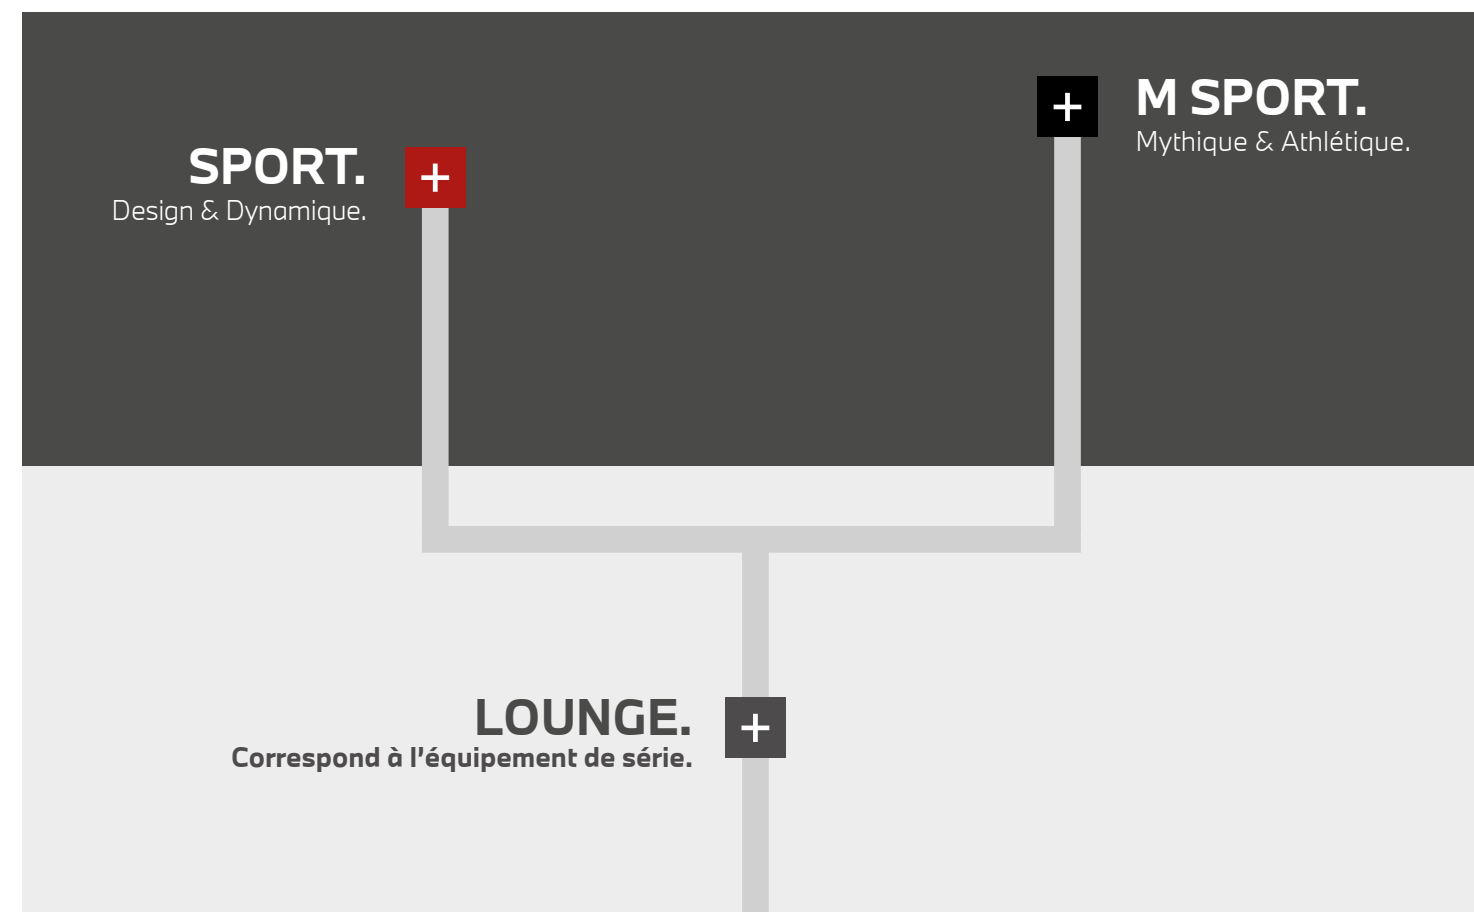 SPORT.
Design & Dynamique.
M SPORT.
Mythique & Athlétique.
LOUNGE.
Correspond à l’équipement de série.